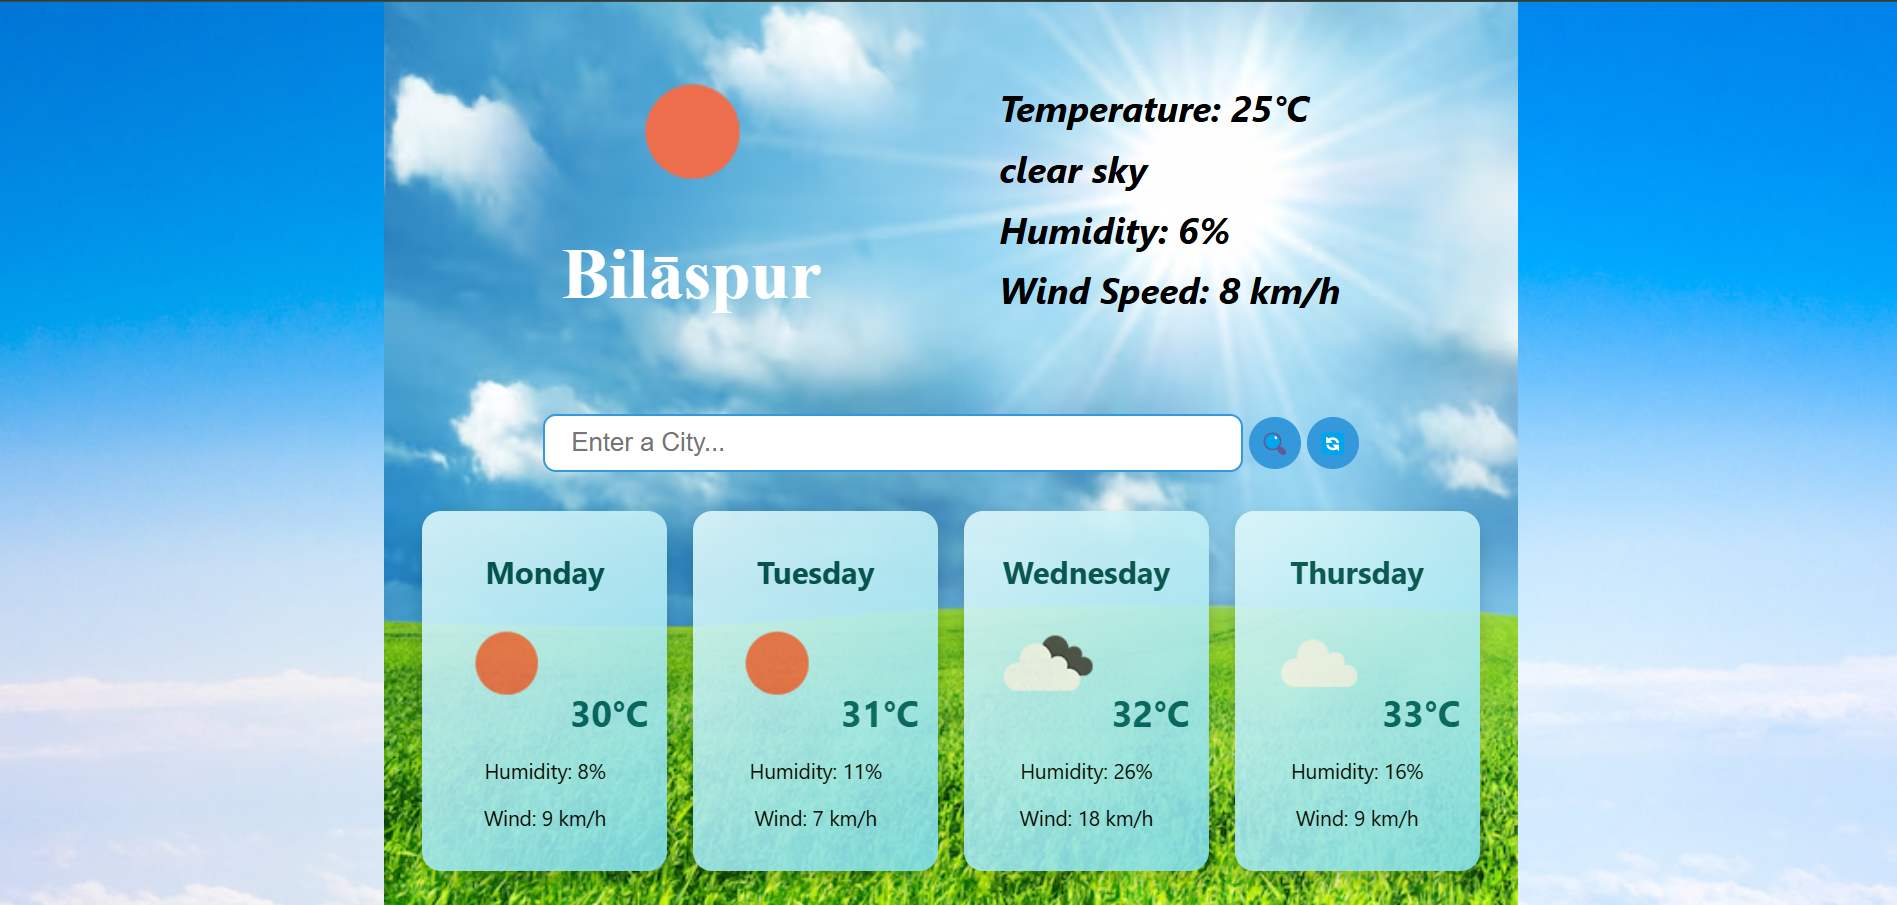 Temperature: 25°C
clear sky
Humidity: 6%
Wind Speed: 8 km/h
Bilāspur
Enter a City...
Monday
30°C
Humidity: 8%
Wind: 9 km/h
Tuesday
31°C
Humidity: 11%
Wind: 7 km/h
Wednesday
32°C
Humidity: 26%
Wind: 18 km/h
Thursday
33°C
Humidity: 16%
Wind: 9 km/h